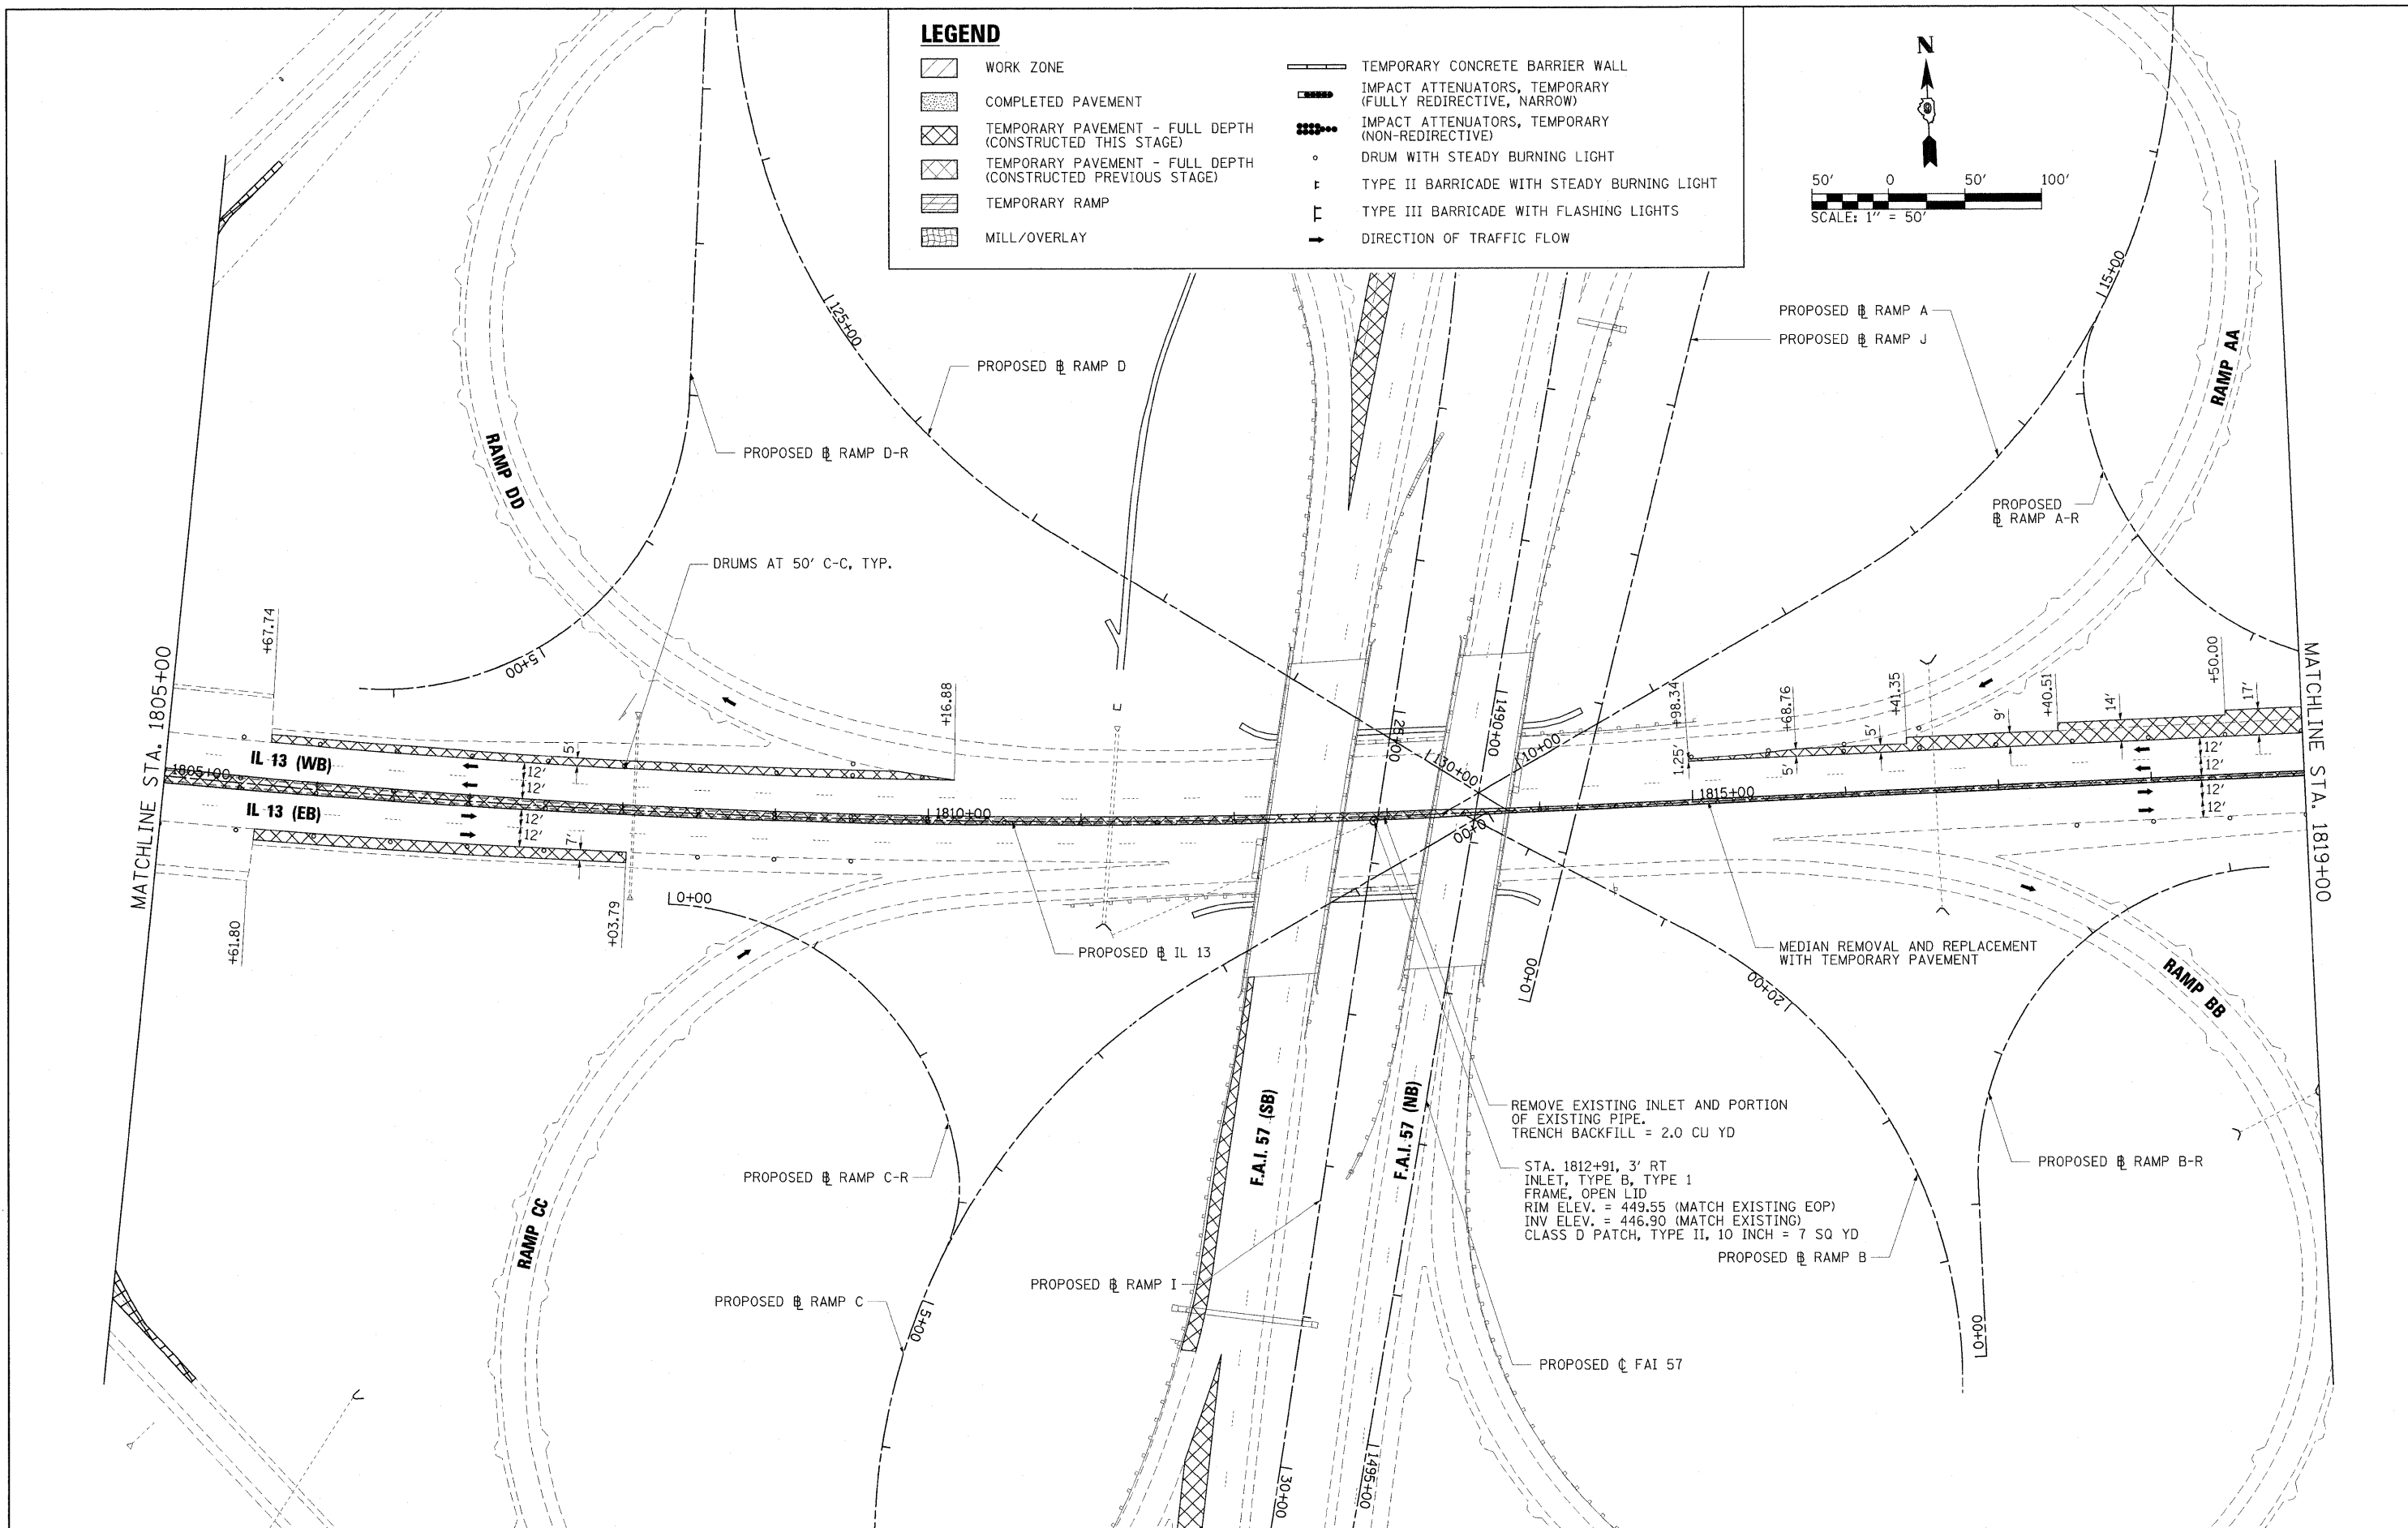 LEGEND
WORK ZONE
COMPLETED PAVEMENT
TEMPORARY PAVEMENT - FULL DEPTH
(CONSTRUCTED THIS STAGE)
TEMPORARY PAVEMENT - FULL DEPTH
(CONSTRUCTED PREVIOUS STAGE)
TEMPORARY RAMP
MILL/OVERLAY
TEMPORARY CONCRETE BARRIER WALL
IMPACT ATTENUATORS, TEMPORARY
(FULLY REDIRECTIVE, NARROW)
IMPACT ATTENUATORS, TEMPORARY
(NON-REDIRECTIVE)
DRUM WITH STEADY BURNING LIGHT
TYPE II BARRICADE WITH STEADY BURNING LIGHT
TYPE III BARRICADE WITH FLASHING LIGHTS
DIRECTION OF TRAFFIC FLOW
N
50' 0 50' 100'
SCALE: 1" = 50'
125+00
15+00
PROPOSED ℄ RAMP A
PROPOSED ℄ RAMP J
PROPOSED ℄ RAMP D
RAMP AA
PROPOSED ℄ RAMP D-R
RAMP DD
PROPOSED
℄ RAMP A-R
DRUMS AT 50' C-C, TYP.
MATCHLINE STA. 1805+00
+67.74
5+00
+16.88
25+00
1490+00
130+00
10+00
+98.34
+68.76
+41.35
+40.51
+50.00
1.25'
5'
5'
9'
14'
17'
MATCHLINE STA. 1819+00
IL 13 (WB)
1805+00
IL 13 (EB)
5'
12'
12'
12'
12'
7'
1810+00
1815+00
12'
12'
12'
12'
0+00
0+00
+61.80
+03.79
PROPOSED ℄ IL 13
MEDIAN REMOVAL AND REPLACEMENT
WITH TEMPORARY PAVEMENT
0+00
20+00
RAMP BB
F.A.I. 57 (SB)
F.A.I. 57 (NB)
REMOVE EXISTING INLET AND PORTION
OF EXISTING PIPE.
TRENCH BACKFILL = 2.0 CU YD
STA. 1812+91, 3' RT
INLET, TYPE B, TYPE 1
FRAME, OPEN LID
RIM ELEV. = 449.55 (MATCH EXISTING EOP)
INV ELEV. = 446.90 (MATCH EXISTING)
CLASS D PATCH, TYPE II, 10 INCH = 7 SQ YD
PROPOSED ℄ RAMP C-R
PROPOSED ℄ RAMP B-R
RAMP CC
PROPOSED ℄ RAMP B
PROPOSED ℄ RAMP I
PROPOSED ℄ RAMP C
5+00
0+00
PROPOSED ℄ FAI 57
30+00
1495+00